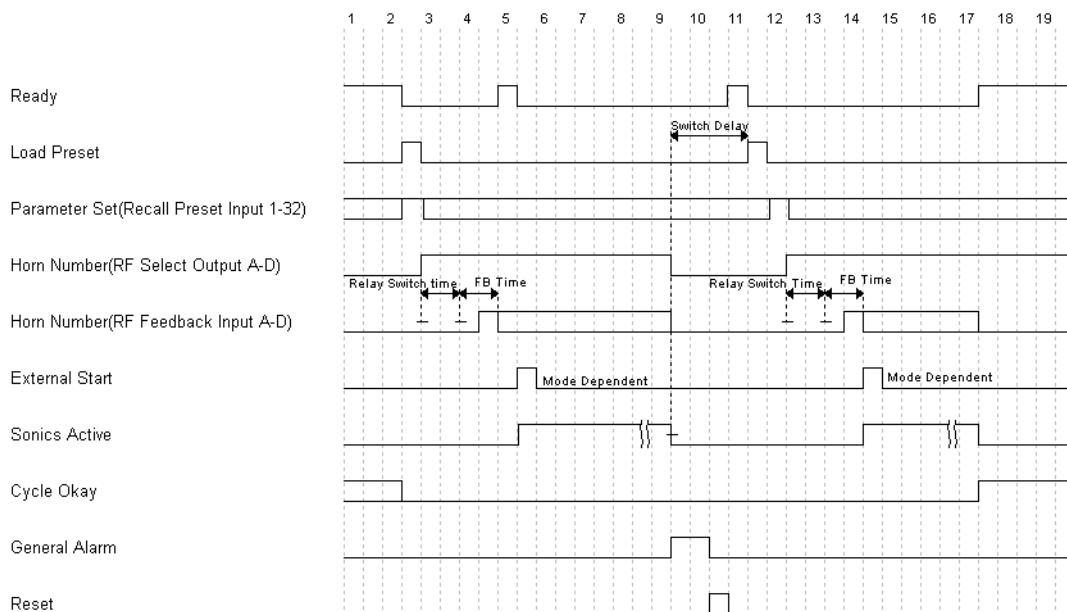 1 2 3 4 5 6 7 8 9 10 11 12 13 14 15 16 17 18 19
Ready
Switch Delay
Load Preset
Parameter Set(Recall Preset Input 1-32)
Horn Number(RF Select Output A-D)
Relay Switch time FB Time Relay Switch Time FB Time
Horn Number(RF Feedback Input A-D)
External Start
Mode Dependent Mode Dependent
Sonics Active
Cycle Okay
General Alarm
Reset